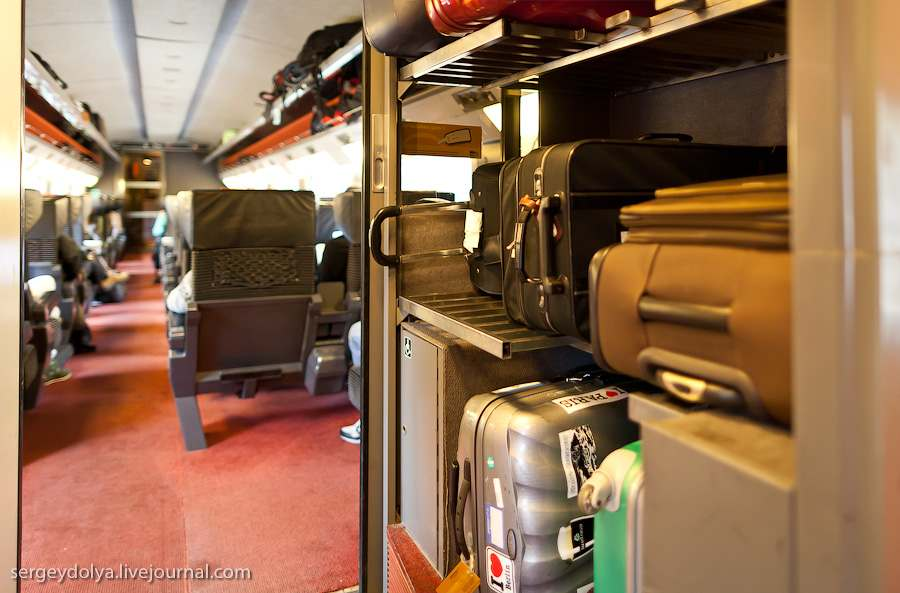 I ❤ PARIS
I ❤
Berlin
sergeydolya.livejournal.com